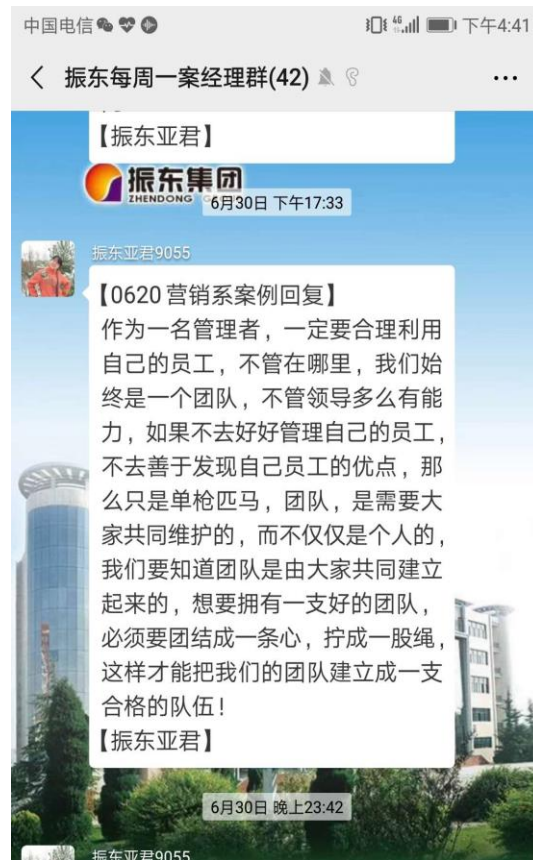 中国电信
4G
下午4:41
振东每周一案经理群(42)
【振东亚君】
振东集团
ZHENDONG
6月30日 下午17:33
振东亚君9055
【0620营销系案例回复】
作为一名管理者，一定要合理利用
自己的员工，不管在哪里，我们始
终是一个团队，不管领导多么有能
力，如果不去好好管理自己的员工，
不去善于发现自己员工的优点，那
么只是单枪匹马，团队，是需要大
家共同维护的，而不仅仅是个人的，
我们要知道团队是由大家共同建立
起来的，想要拥有一支好的团队，
必须要团结成一条心，拧成一股绳，
这样才能把我们的团队建立成一支
合格的队伍！
【振东亚君】
6月30日 晚上23:42
振东亚君9055